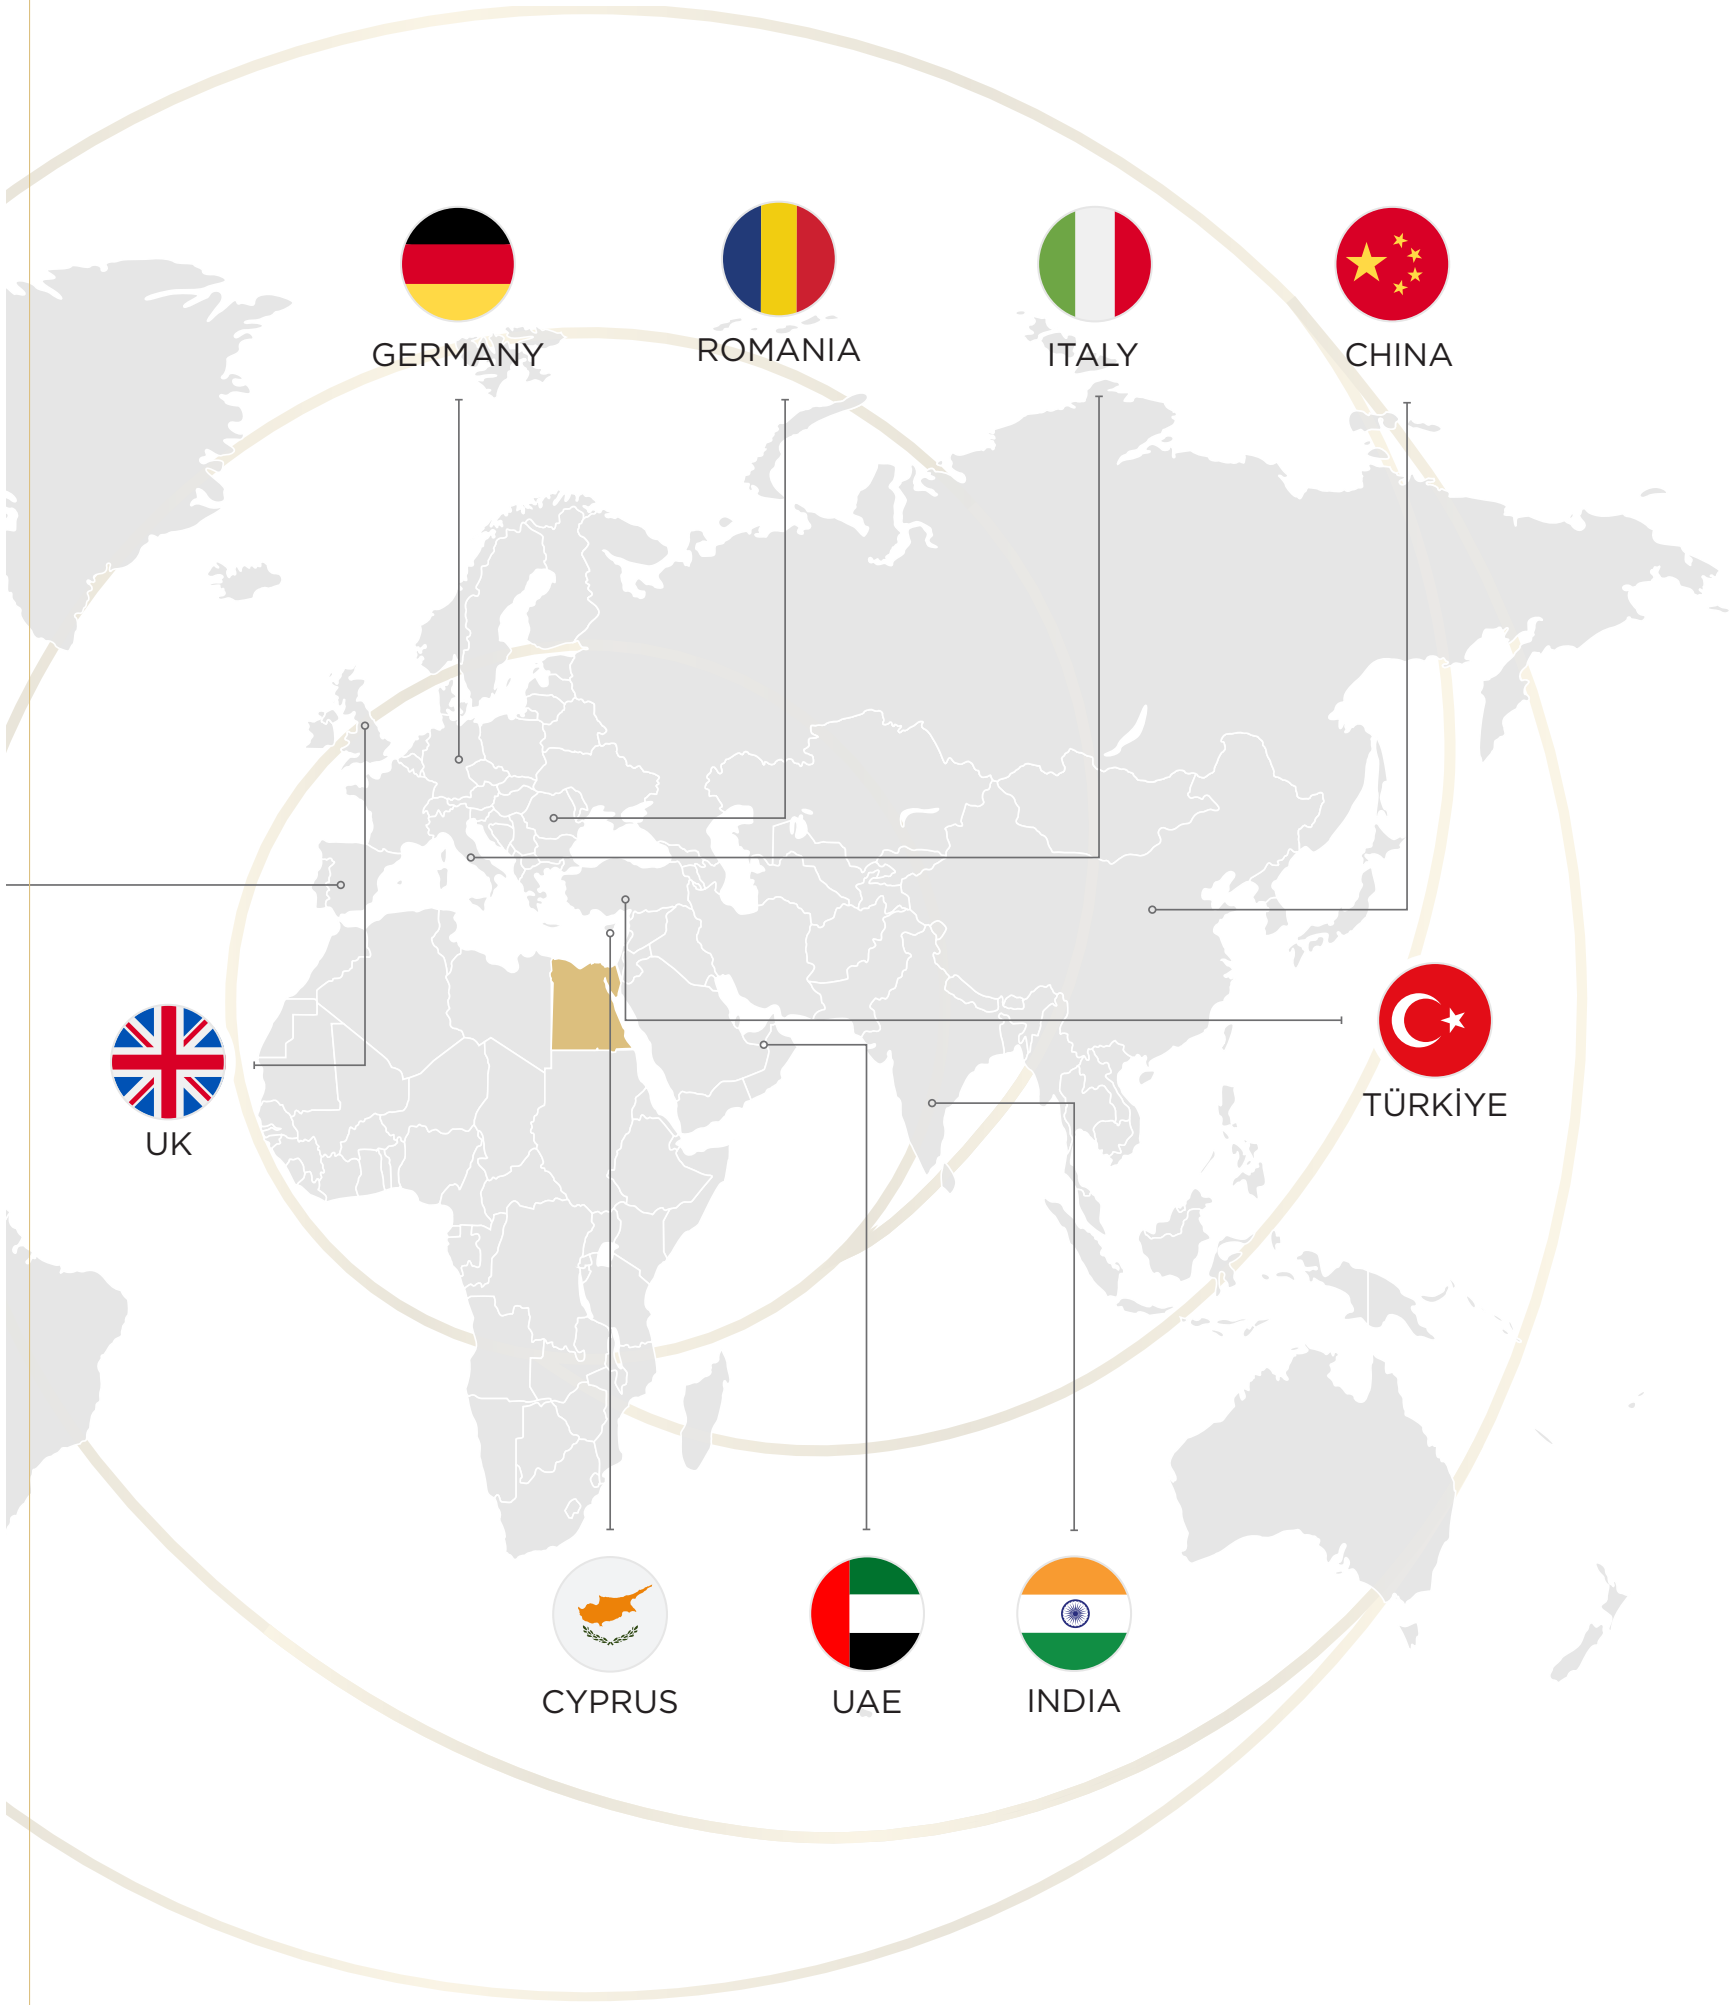 GERMANY
ROMANIA
ITALY
CHINA
UK
TÜRKİYE
CYPRUS
UAE
INDIA